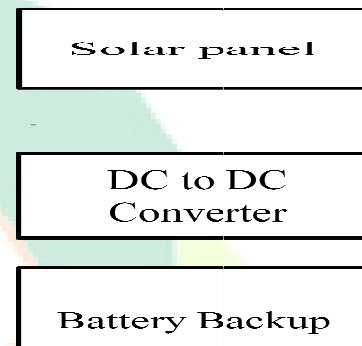 Solar panel
DC to DC
Converter
Battery Backup